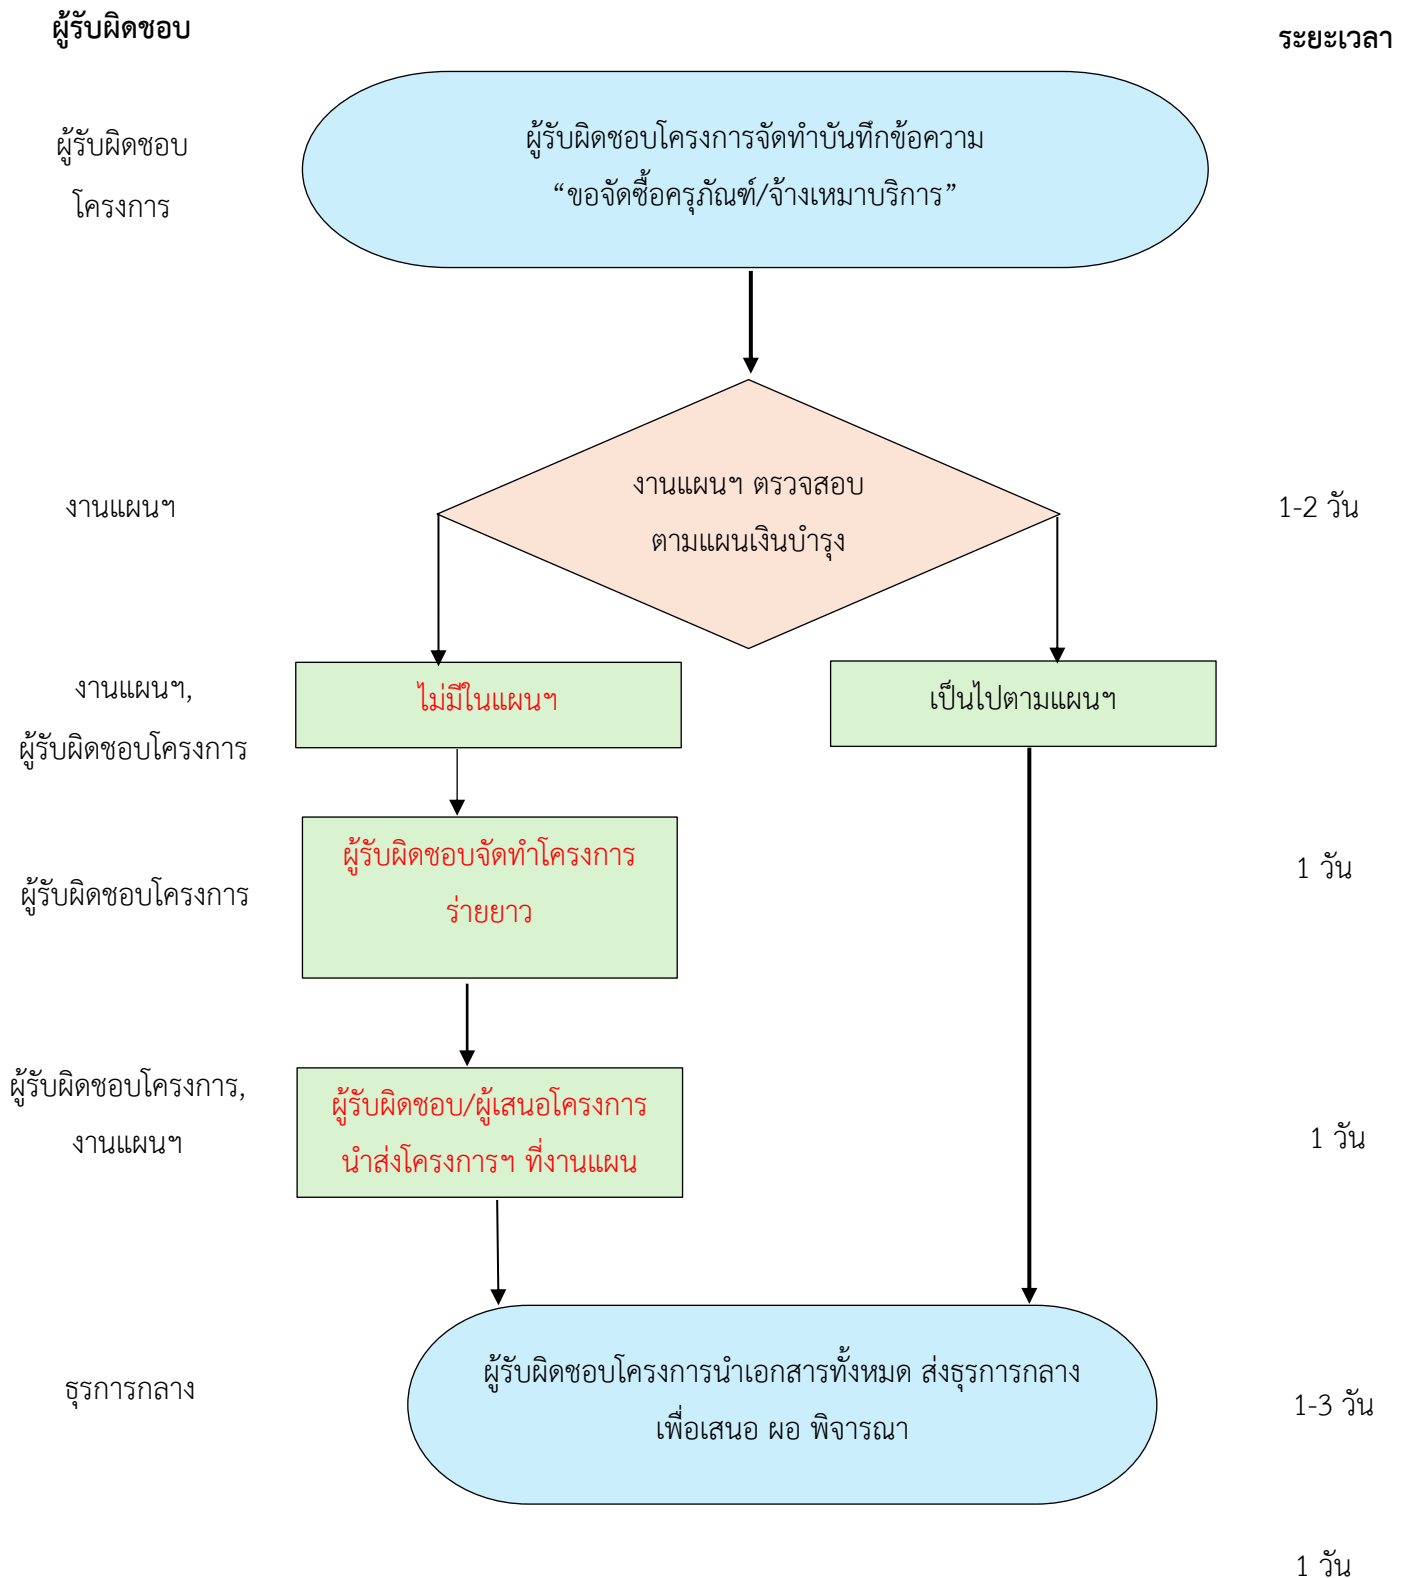 ผู้รับผิดชอบ
ระยะเวลา
ผู้รับผิดชอบ
โครงการ
ผู้รับผิดชอบโครงการจัดทำบันทึกข้อความ
“ขอจัดซื้อครุภัณฑ์/จ้างเหมาบริการ”
งานแผนฯ
งานแผนฯ ตรวจสอบ
ตามแผนเงินบำรุง
1-2 วัน
งานแผนฯ,
ผู้รับผิดชอบโครงการ
ไม่มีในแผนฯ
เป็นไปตามแผนฯ
ผู้รับผิดชอบโครงการ
ผู้รับผิดชอบจัดทำโครงการ
ร่ายยาว
1 วัน
ผู้รับผิดชอบโครงการ,
งานแผนฯ
ผู้รับผิดชอบ/ผู้เสนอโครงการ
นำส่งโครงการฯ ที่งานแผน
1 วัน
ธุรการกลาง
ผู้รับผิดชอบโครงการนำเอกสารทั้งหมด ส่งธุรการกลาง
เพื่อเสนอ ผอ พิจารณา
1-3 วัน
1 วัน